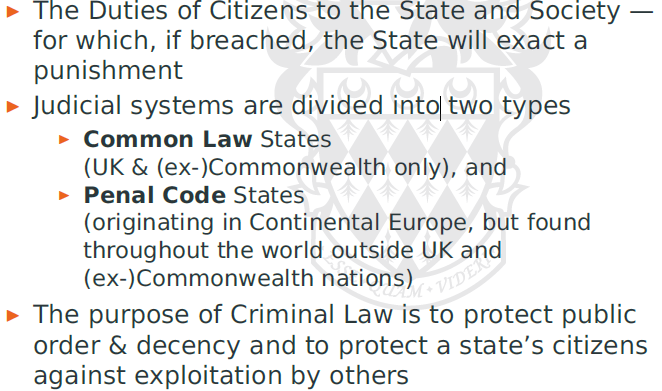 The Duties of Citizens to the State and Society —
for which, if breached, the State will exact a
punishment
Judicial systems are divided into two types
Common Law States
(UK & (ex-)Commonwealth only), and
Penal Code States
(originating in Continental Europe, but found
throughout the world outside UK and
(ex-)Commonwealth nations)
The purpose of Criminal Law is to protect public
order & decency and to protect a state’s citizens
against exploitation by others
ESSE QUAM · VIDERI